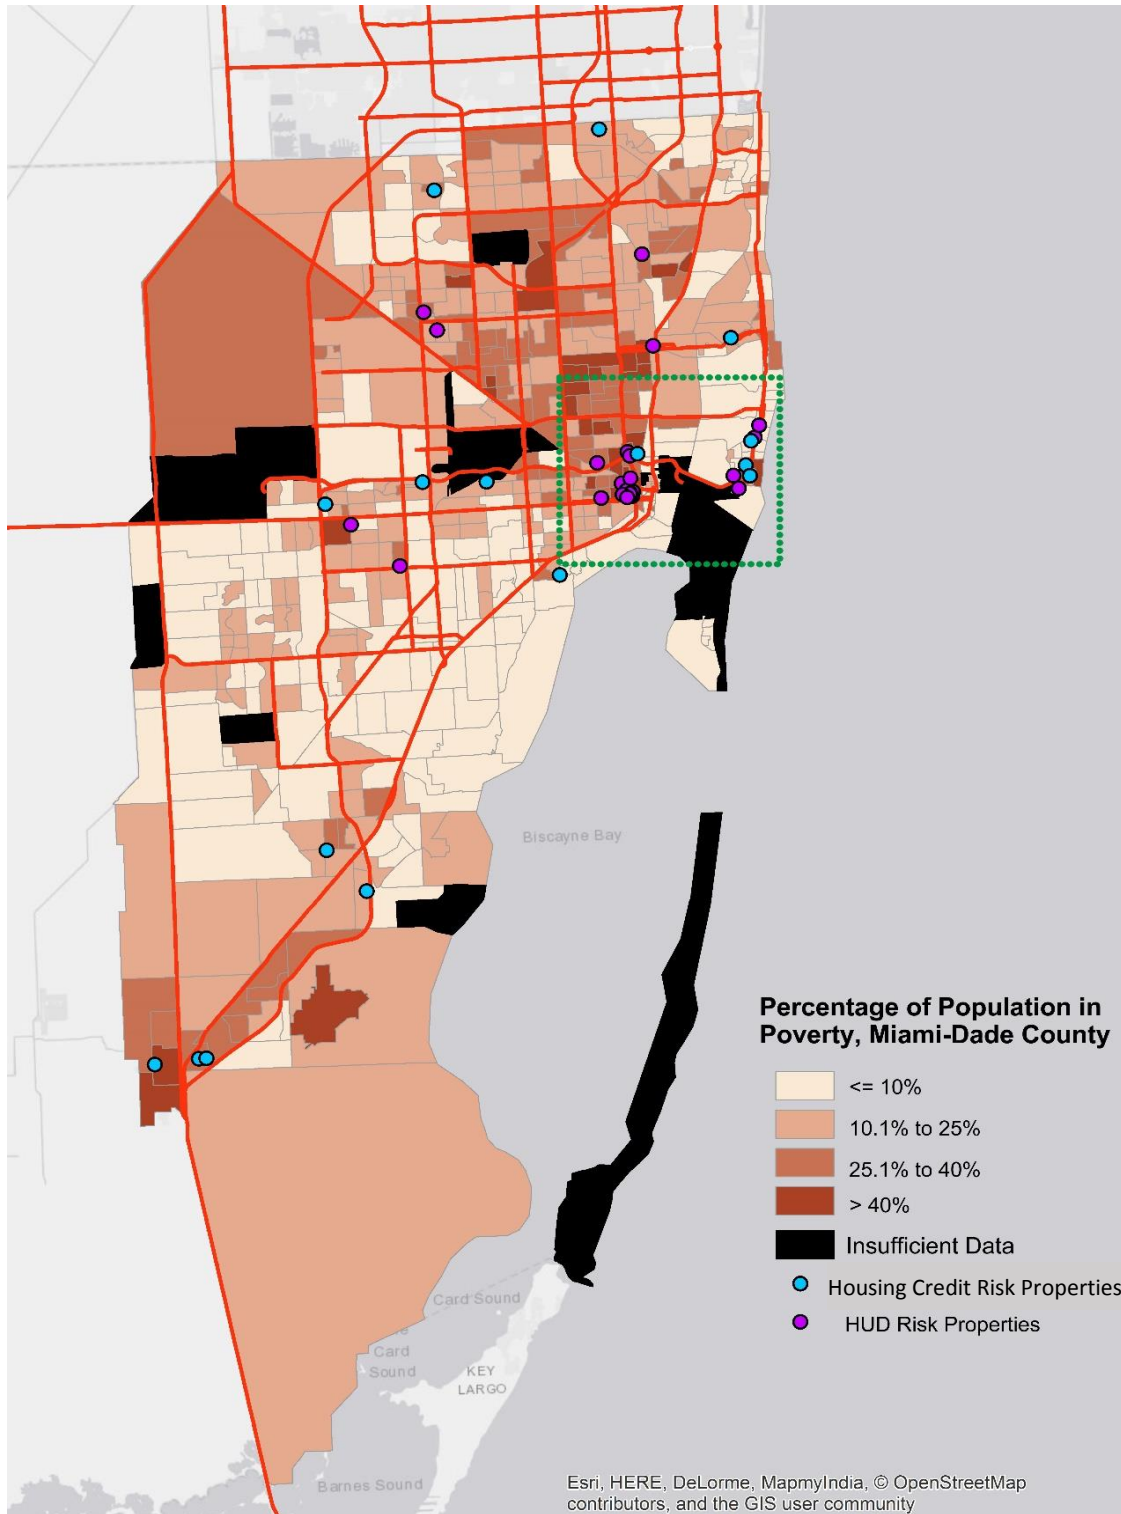 Biscayne Bay
Percentage of Population in
Poverty, Miami-Dade County
<= 10%
10.1% to 25%
25.1% to 40%
> 40%
Insufficient Data
Housing Credit Risk Properties
HUD Risk Properties
Card Sound
Card
Sound
KEY
LARGO
Barnes Sound
Esri, HERE, DeLorme, MapmyIndia, © OpenStreetMap
contributors, and the GIS user community